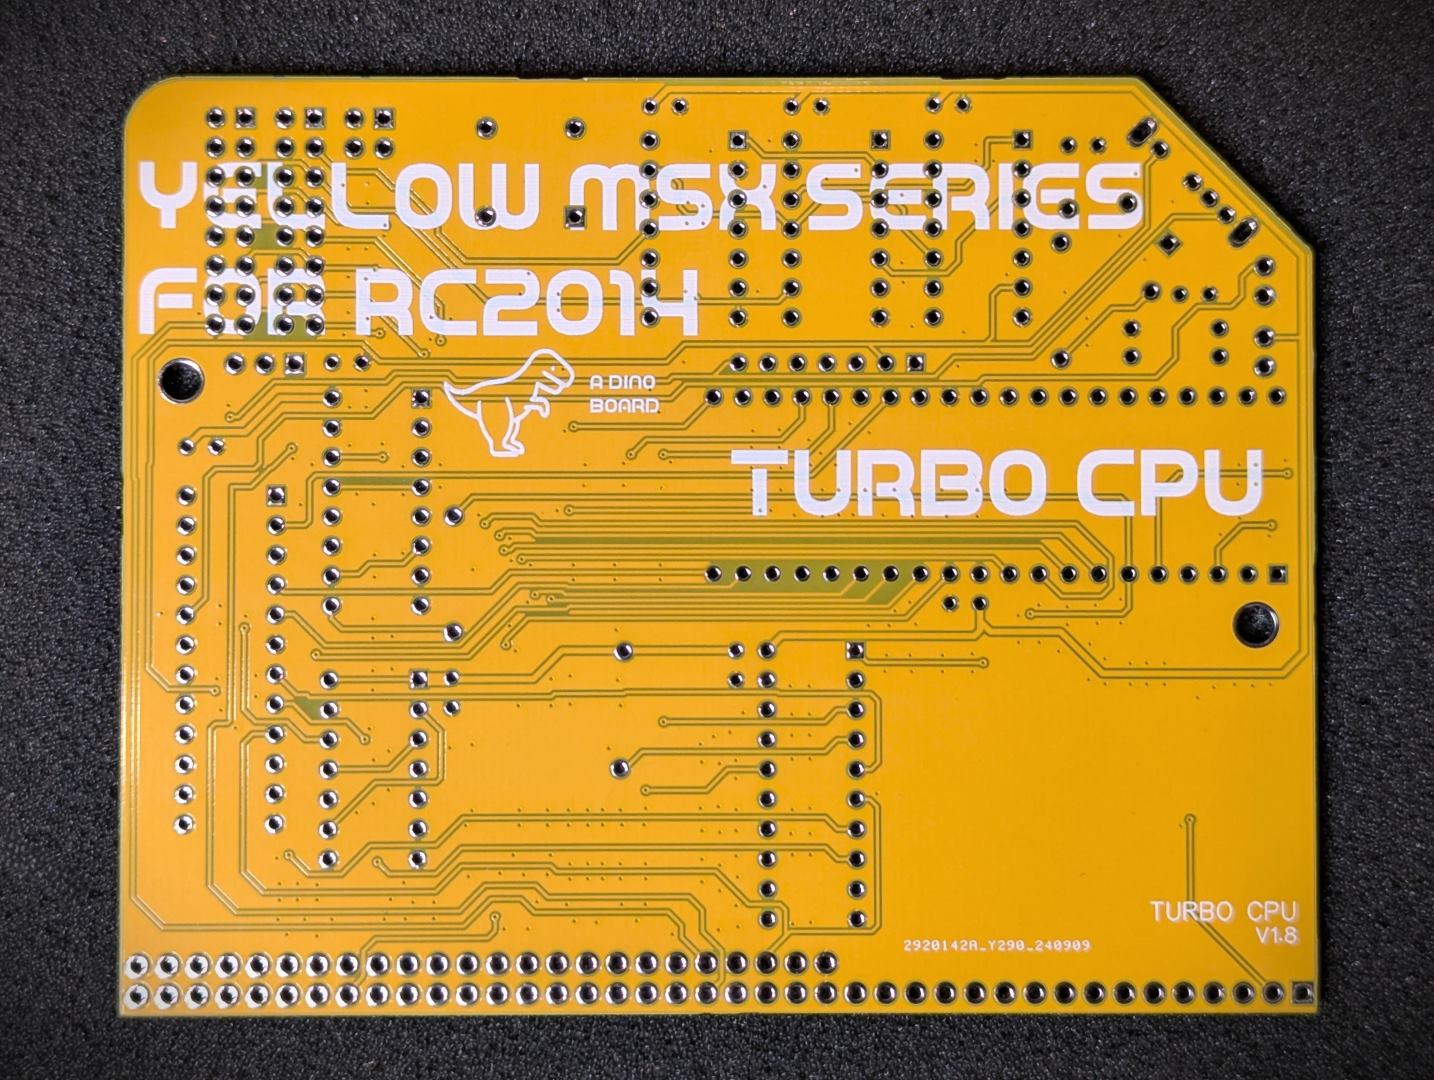 YELLOW MSX SERIES
FOR RC2014
A DINO
BOARD
TURBO CPU
TURBO CPU
V1.8
2920142A_Y290_240909